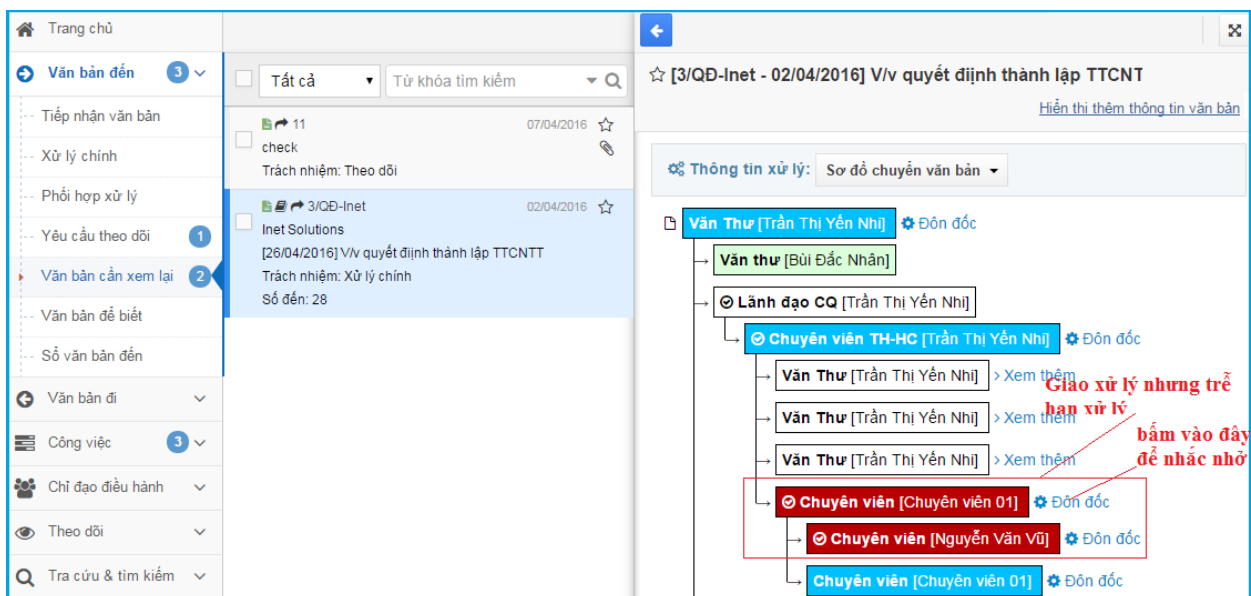 Trang chủ
Văn bản đến 3
Tiếp nhận văn bản
Xử lý chính
Phối hợp xử lý
Yêu cầu theo dõi 1
Văn bản cần xem lại 2
Văn bản để biết
Sổ văn bản đến
Văn bản đi
Công việc 3
Chỉ đạo điều hành
Theo dõi
Tra cứu & tìm kiếm
Tất cả Từ khóa tìm kiếm
11 07/04/2016
check
Trách nhiệm: Theo dõi
3/QĐ-Inet 02/04/2016
Inet Solutions
[26/04/2016] V/v quyết điịnh thành lập TTCNTT
Trách nhiệm: Xử lý chính
Số đến: 28
[3/QĐ-Inet - 02/04/2016] V/v quyết điịnh thành lập TTCNT
Hiển thi thêm thông tin văn bản
Thông tin xử lý: Sơ đồ chuyển văn bản
Văn Thư [Trần Thị Yến Nhi] Đôn đốc
Văn thư [Bùi Đắc Nhân]
Lãnh đạo CQ [Trần Thị Yến Nhi]
Chuyên viên TH-HC [Trần Thị Yến Nhi] Đôn đốc
Văn Thư [Trần Thị Yến Nhi] Xem thêm
Giao xử lý nhưng trễ
hạn xử lý
Văn Thư [Trần Thị Yến Nhi] Xem thêm
bấm vào đây
để nhắc nhở
Văn Thư [Trần Thị Yến Nhi] Xem thêm
Chuyên viên [Chuyên viên 01] Đôn đốc
Chuyên viên [Nguyễn Văn Vũ] Đôn đốc
Chuyên viên [Chuyên viên 01] Đôn đốc